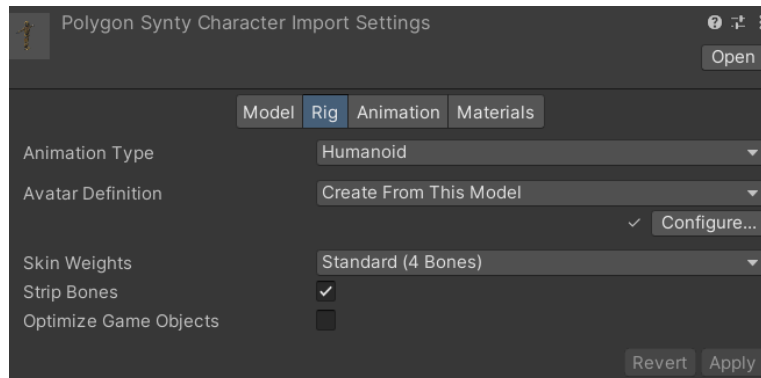 Polygon Synty Character Import Settings
Open
Model Rig Animation Materials
Animation Type Humanoid
Avatar Definition Create From This Model
Configure...
Skin Weights Standard (4 Bones)
Strip Bones
Optimize Game Objects
Revert Apply